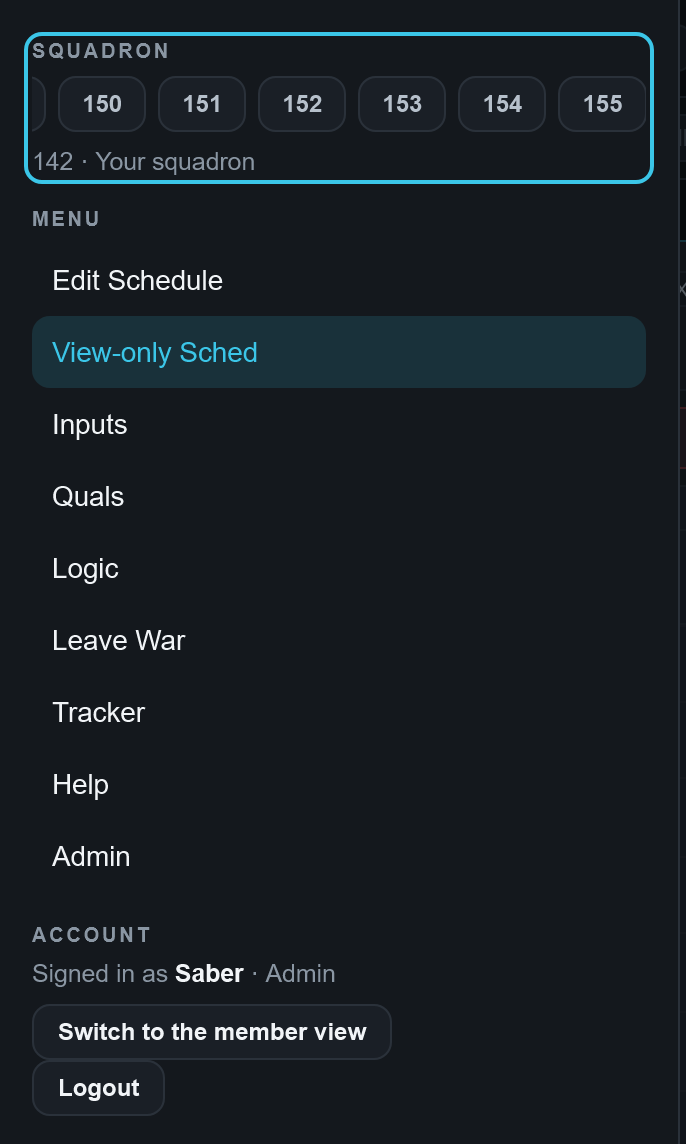 SQUADRON
150 151 152 153 154 155
142 · Your squadron
MENU
Edit Schedule
View-only Sched
Inputs
Quals
Logic
Leave War
Tracker
Help
Admin
ACCOUNT
Signed in as Saber · Admin
Switch to the member view
Logout